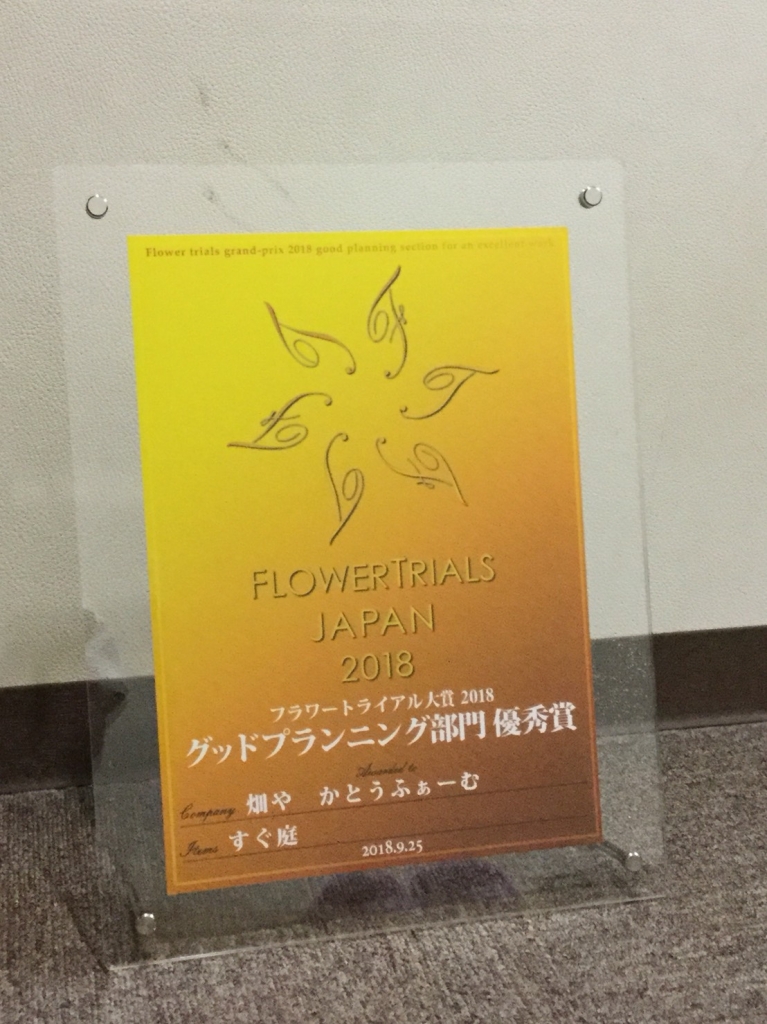 Flower trials grand-prix 2018 good planning section for an excellent work
FLOWERTRIALS
JAPAN
2018
フラワートライアル大賞 2018
グッドプランニング部門 優秀賞
Awarded to
Company 畑や かとうふぁーむ
Items すぐ庭
2018.9.25